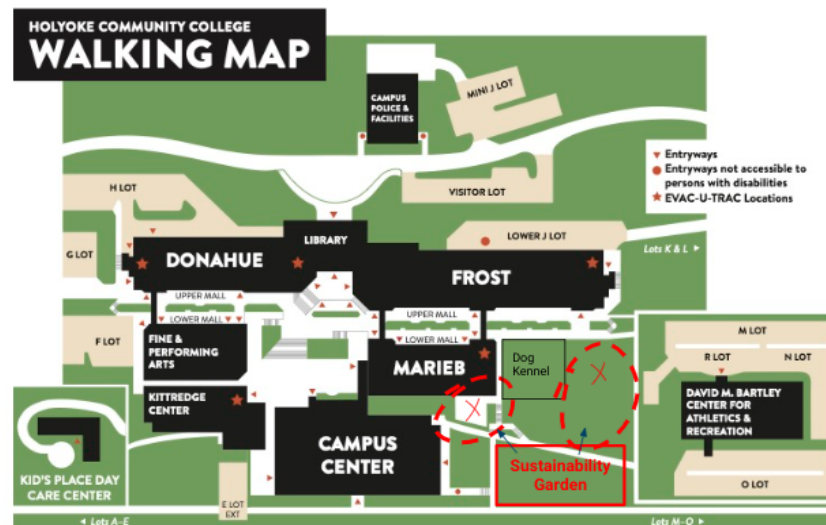 HOLYOKE COMMUNITY COLLEGE
WALKING MAP
CAMPUS
POLICE &
FACILITIES
MINI J LOT
Entryways
Entryways not accessible to
persons with disabilities
EVAC-U-TRAC Locations
H LOT
VISITOR LOT
LIBRARY
LOWER J LOT
Lots K & L
G LOT
DONAHUE
FROST
UPPER MALL
LOWER MALL
UPPER MALL
LOWER MALL
F LOT
FINE &
PERFORMING
ARTS
MARIEB
Dog
Kennel
M LOT
R LOT
N LOT
KITTREDGE
CENTER
DAVID M. BARTLEY
CENTER FOR
ATHLETICS &
RECREATION
CAMPUS
CENTER
Sustainability
Garden
KID'S PLACE DAY
CARE CENTER
E LOT
EXT
O LOT
Lots A–E
Lots M–O